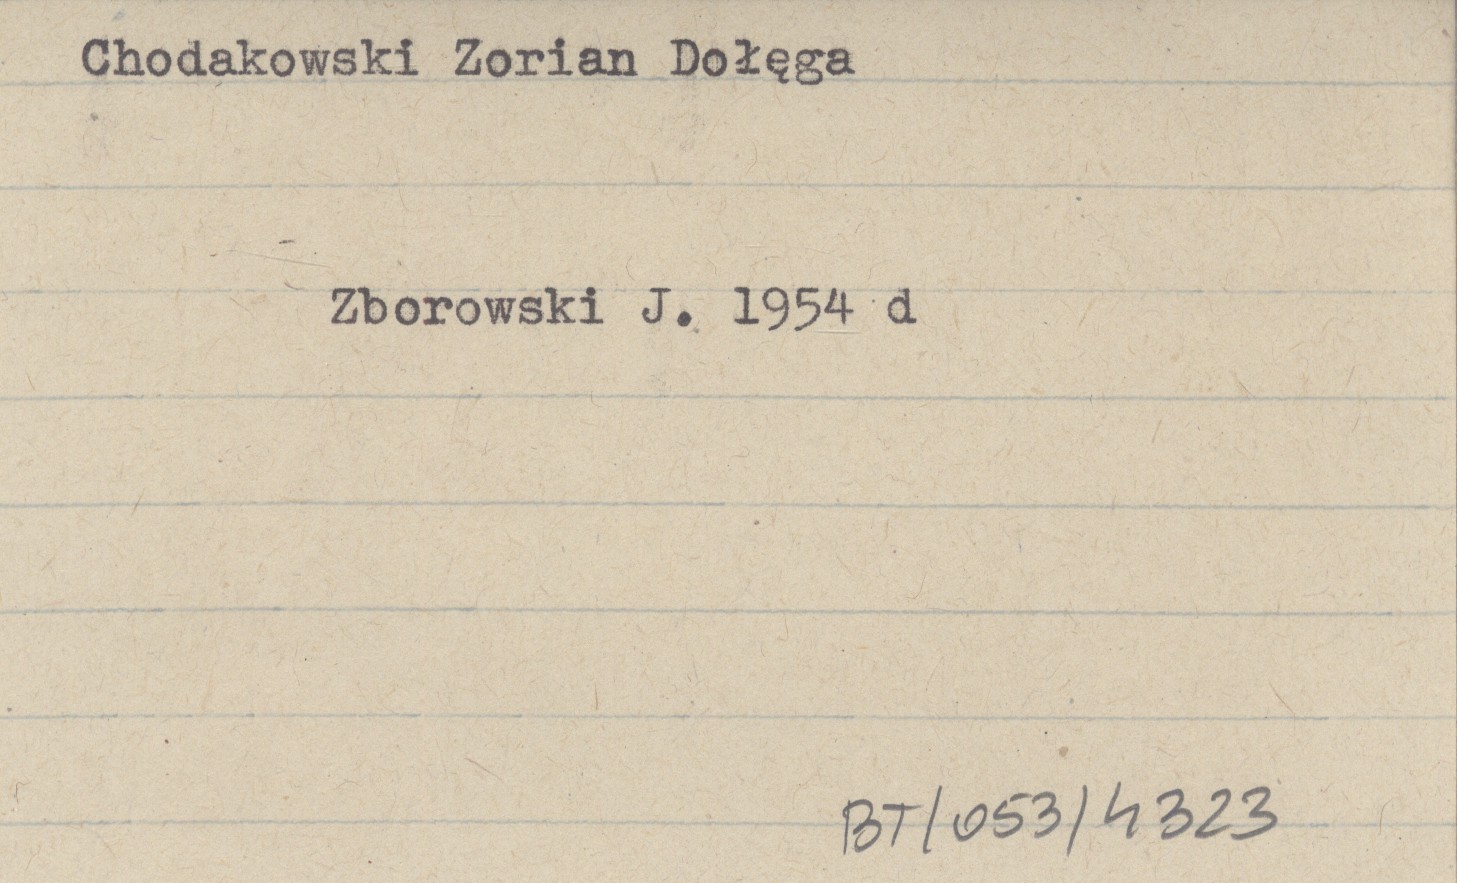 Chodakowski Zorian Dołęga
Zborowski J. 1954 d
BT/053/4323